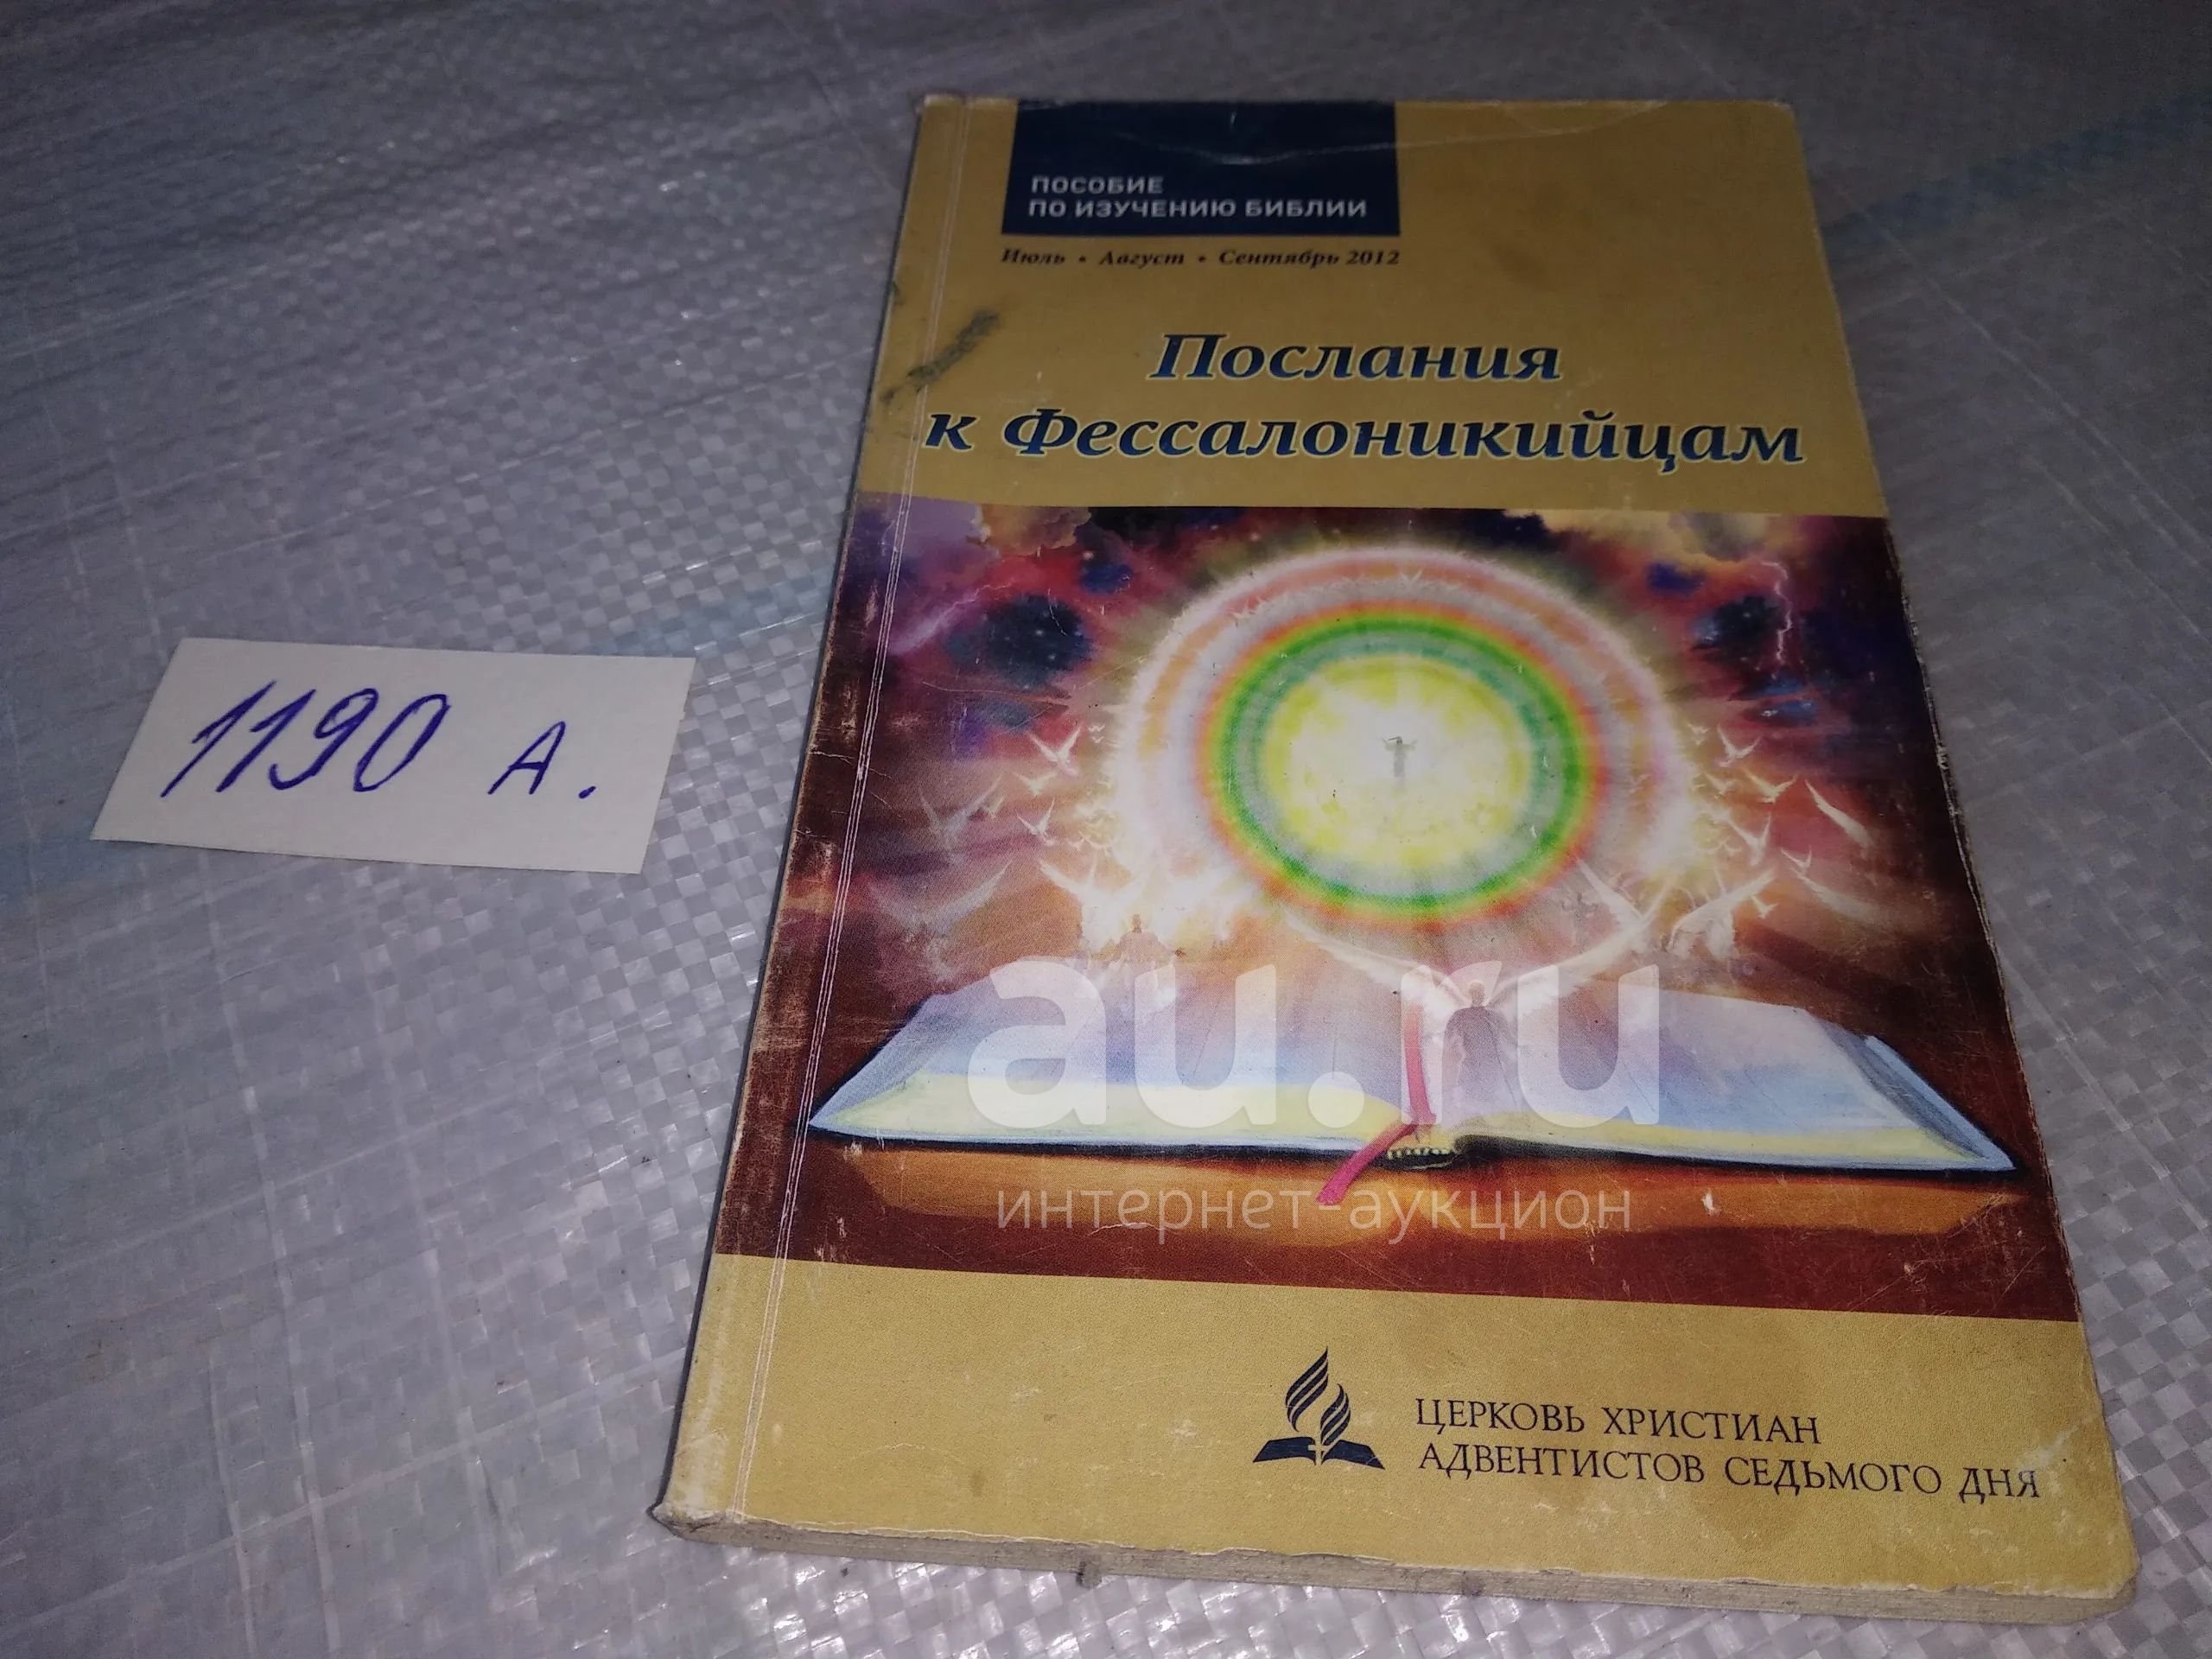 ПОСОБИЕ
ПО ИЗУЧЕНИЮ БИБЛИИ
Июль • Август • Сентябрь 2012
Послания
к Фессалоникийцам
1190 А.
au.ru
интернет-аукцион
ЦЕРКОВЬ ХРИСТИАН
АДВЕНТИСТОВ СЕДЬМОГО ДНЯ